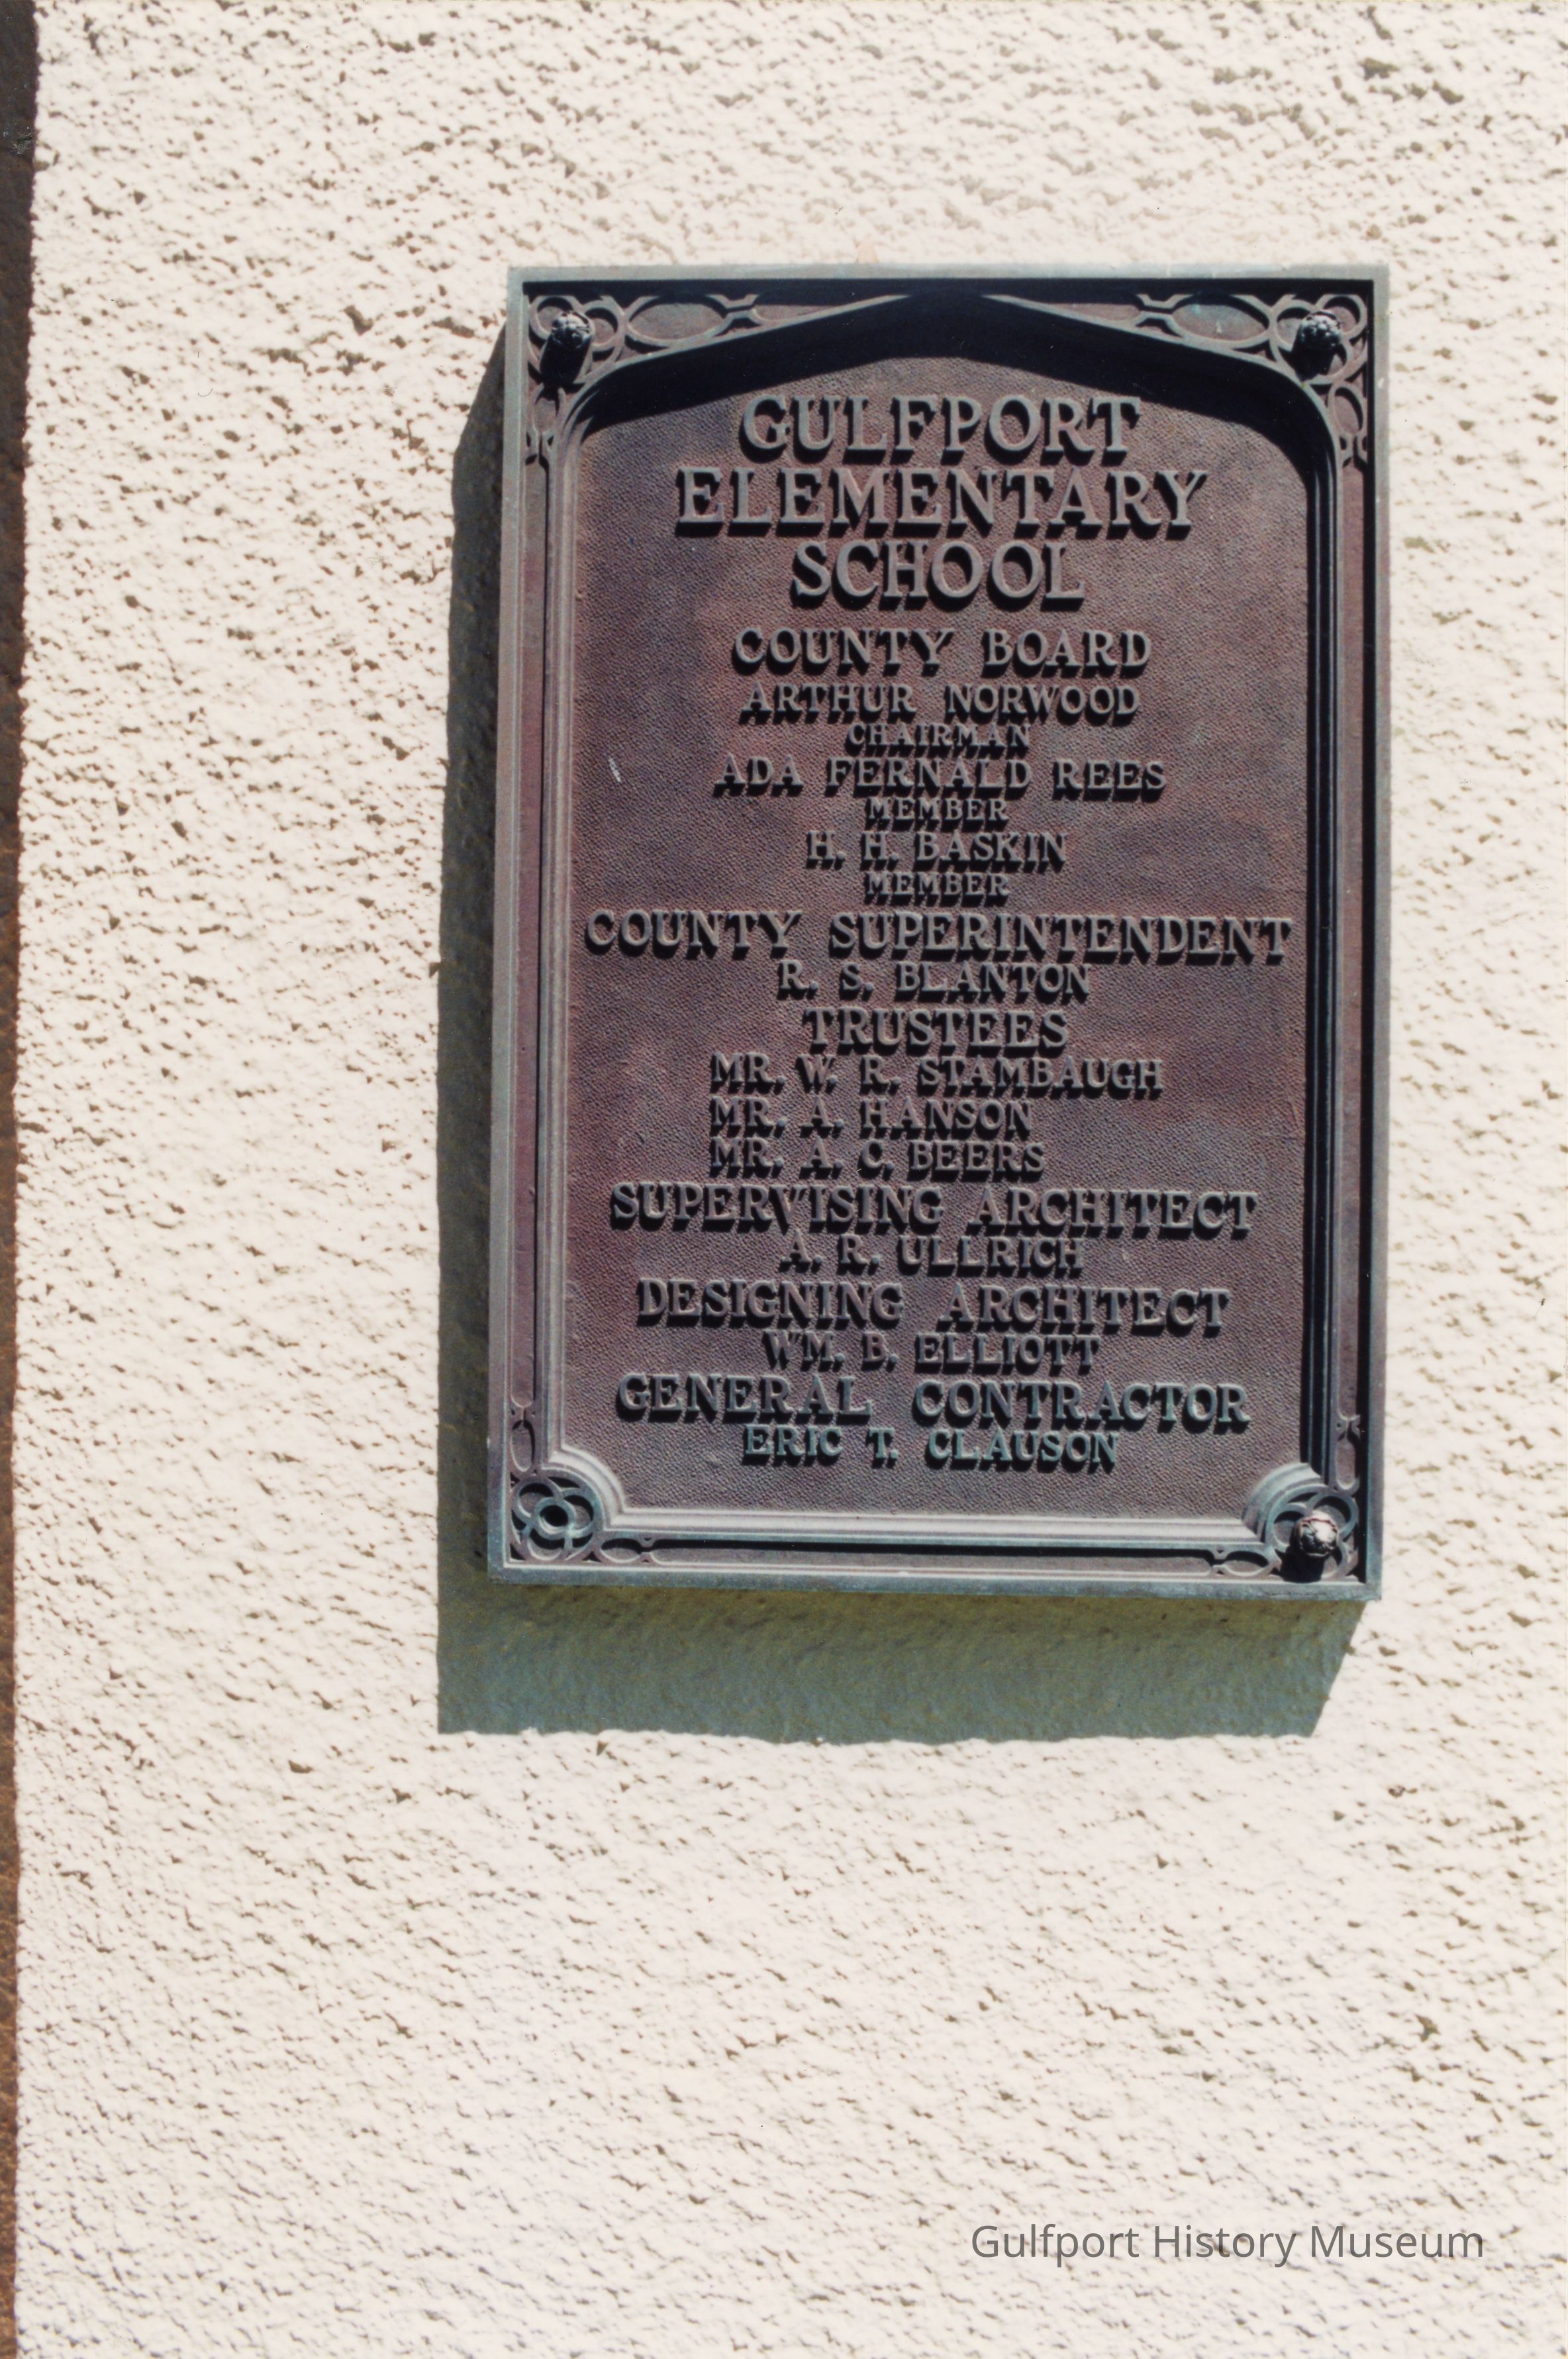 GULFPORT
ELEMENTARY
SCHOOL
COUNTY BOARD
ARTHUR NORWOOD
CHAIRMAN
ADA FERNALD REES
MEMBER
H. H. BASKIN
MEMBER
COUNTY SUPERINTENDENT
R. S. BLANTON
TRUSTEES
MR. W. R. STAMBAUGH
MR. A. HANSON
MR. A. C. BEERS
SUPERVISING ARCHITECT
A. R. ULLRICH
DESIGNING ARCHITECT
WM. B. ELLIOTT
GENERAL CONTRACTOR
ERIC T. CLAUSON
Gulfport History Museum